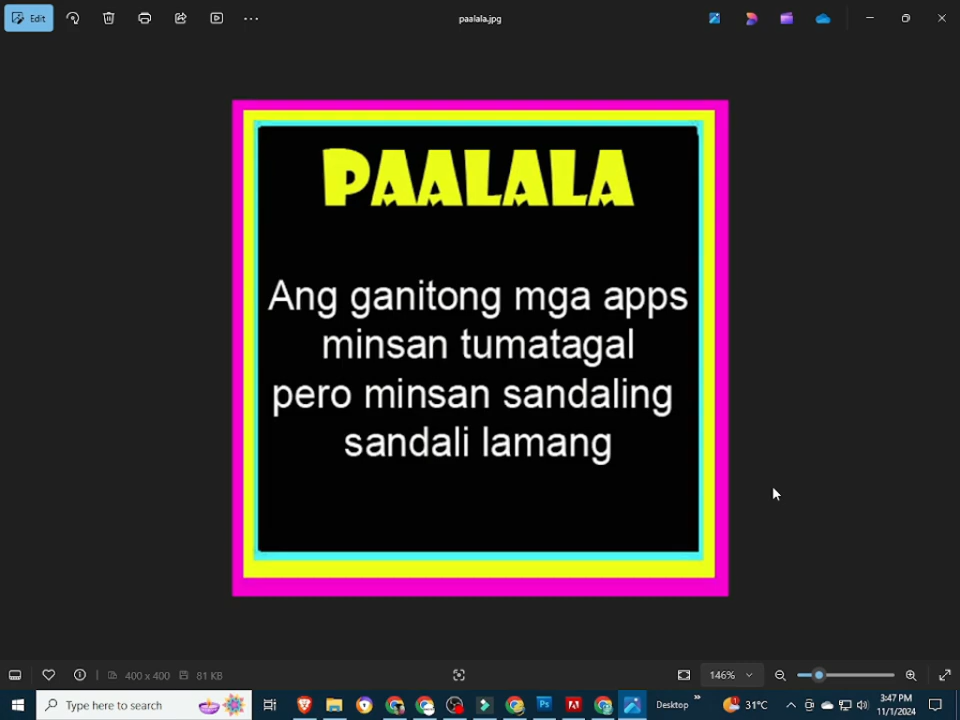 Edit
paalala.jpg
PAALALA
Ang ganitong mga apps
minsan tumatagal
pero minsan sandaling
sandali lamang
400 x 400
81 KB
146%
Type here to search
Desktop
31°C
3:47 PM
11/1/2024